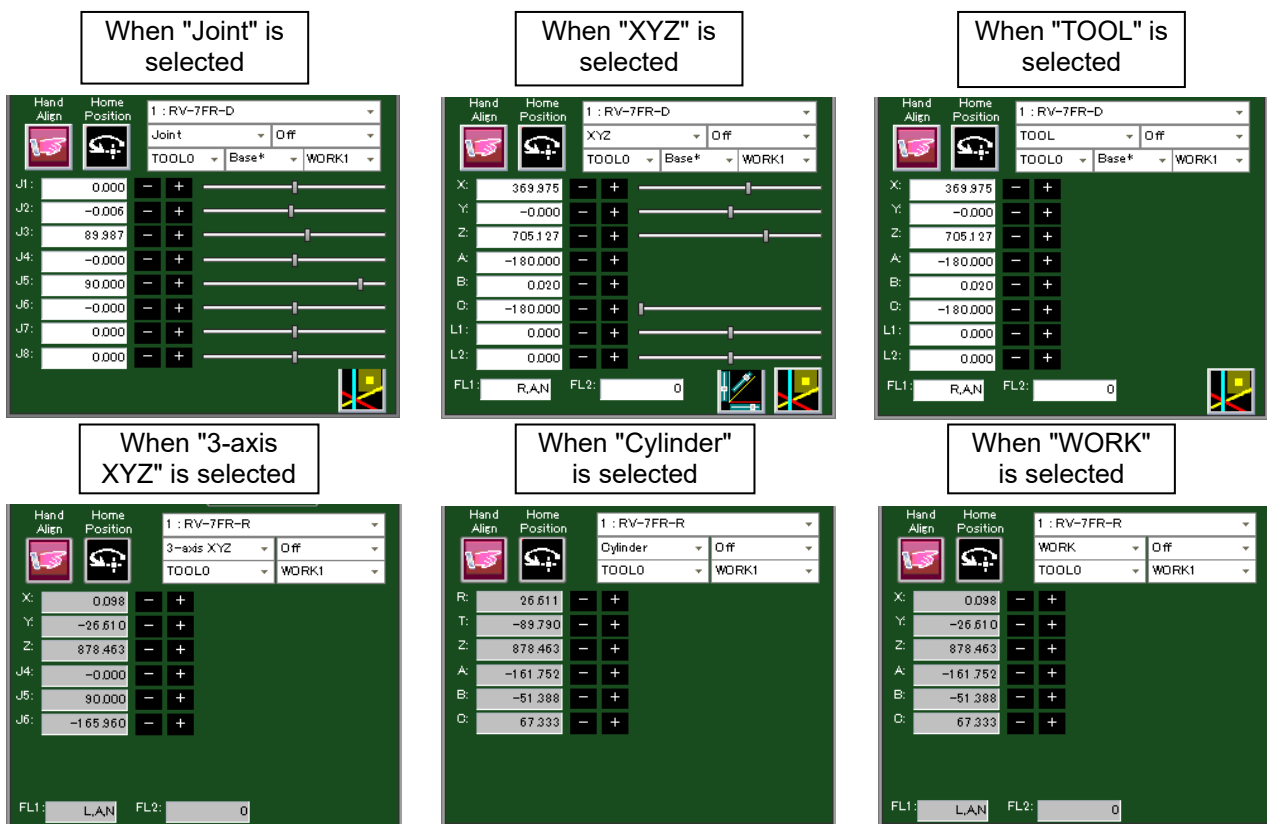 When "Joint" is
selected
When "XYZ" is
selected
When "TOOL" is
selected
Hand
Align
Home
Position
1 : RV-7FR-D
Joint
Off
TOOL0
Base*
WORK1
J1: 0.000 - +
J2: -0.006 - +
J3: 89.987 - +
J4: -0.000 - +
J5: 90.000 - +
J6: -0.000 - +
J7: 0.000 - +
J8: 0.000 - +
Hand
Align
Home
Position
1 : RV-7FR-D
XYZ
Off
TOOL0
Base*
WORK1
X: 369.975 - +
Y: -0.000 - +
Z: 705.127 - +
A: -180.000 - +
B: 0.020 - +
C: -180.000 - +
L1: 0.000 - +
L2: 0.000 - +
FL1: R,A,N FL2: 0
Hand
Align
Home
Position
1 : RV-7FR-D
TOOL
Off
TOOL0
Base*
WORK1
X: 369.975 - +
Y: -0.000 - +
Z: 705.127 - +
A: -180.000 - +
B: 0.020 - +
C: -180.000 - +
L1: 0.000 - +
L2: 0.000 - +
FL1: R,A,N FL2: 0
When "3-axis
XYZ" is selected
When "Cylinder"
is selected
When "WORK"
is selected
Hand
Align
Home
Position
1 : RV-7FR-R
3-axis XYZ
Off
TOOL0
WORK1
X: 0.098 - +
Y: -26.610 - +
Z: 878.463 - +
J4: -0.000 - +
J5: 90.000 - +
J6: -165.960 - +
FL1: L,A,N FL2: 0
Hand
Align
Home
Position
1 : RV-7FR-R
Cylinder
Off
TOOL0
WORK1
R: 26.611 - +
T: -89.790 - +
Z: 878.463 - +
A: -161.752 - +
B: -51.388 - +
C: 67.333 - +
Hand
Align
Home
Position
1 : RV-7FR-R
WORK
Off
TOOL0
WORK1
X: 0.098 - +
Y: -26.610 - +
Z: 878.463 - +
A: -161.752 - +
B: -51.388 - +
C: 67.333 - +
FL1: L,A,N FL2: 0